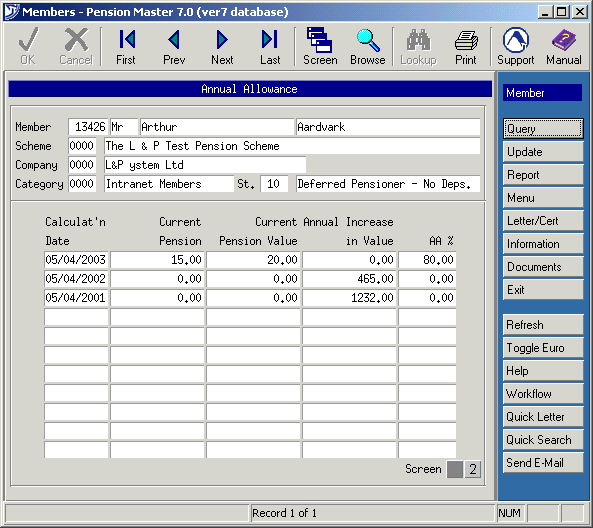 Members - Pension Master 7.0 (ver7 database)
OK Cancel First Prev Next Last Screen Browse Lookup Print Support Manual
Annual Allowance
Member 13426 Mr Arthur Aardvark
Scheme 0000 The L & P Test Pension Scheme
Company 0000 L&P ystem Ltd
Category 0000 Intranet Members St. 10 Deferred Pensioner - No Deps.
Calculat'n Current Current Annual Increase
Date Pension Pension Value in Value AA %
05/04/2003 15.00 20.00 0.00 80.00
05/04/2002 0.00 0.00 465.00 0.00
05/04/2001 0.00 0.00 1232.00 0.00
Screen 2
Member
Query
Update
Report
Menu
Letter/Cert
Information
Documents
Exit
Refresh
Toggle Euro
Help
Workflow
Quick Letter
Quick Search
Send E-Mail
Record 1 of 1 NUM